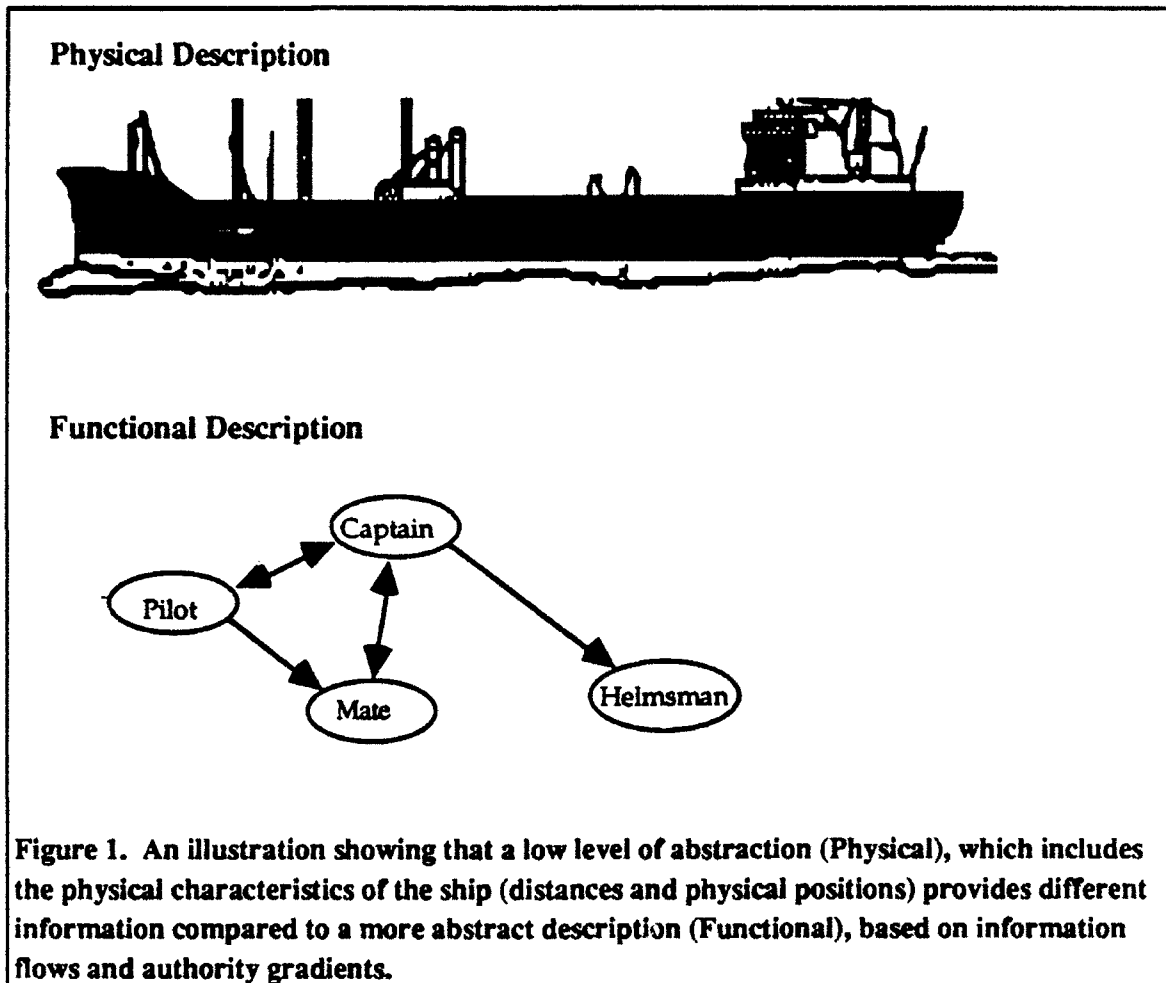 Physical Description
Functional Description
Captain
Pilot
Mate
Helmsman
Figure 1. An illustration showing that a low level of abstraction (Physical), which includes
the physical characteristics of the ship (distances and physical positions) provides different
information compared to a more abstract description (Functional), based on information
flows and authority gradients.